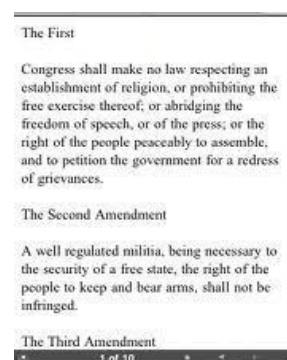 The First
Congress shall make no law respecting an
establishment of religion, or prohibiting the
free exercise thereof; or abridging the
freedom of speech, or of the press; or the
right of the people peaceably to assemble,
and to petition the government for a redress
of grievances.
The Second Amendment
A well regulated militia, being necessary to
the security of a free state, the right of the
people to keep and bear arms, shall not be
infringed.
The Third Amendment
1 of 10